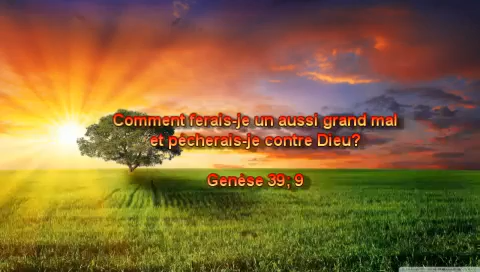 Comment ferais-je un aussi grand mal
et pécherais-je contre Dieu?
Genèse 39; 9